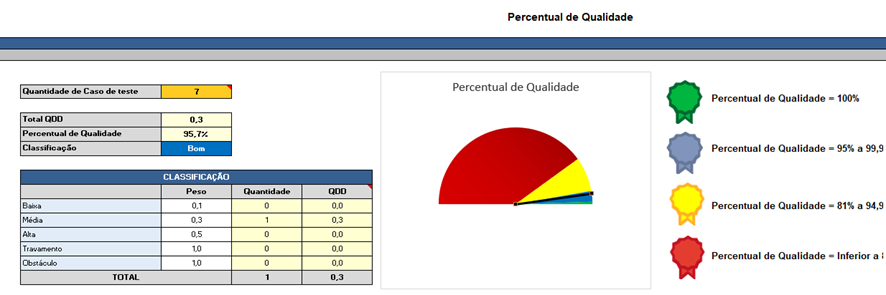 Percentual de Qualidade
Quantidade de Caso de teste 7
Total QDD 0,3
Percentual de Qualidade 95,7%
Classificação Bom
CLASSIFICAÇÃO
Peso Quantidade QDD
Baixa 0,1 0 0,0
Média 0,3 1 0,3
Alta 0,5 0 0,0
Travamento 1,0 0 0,0
Obstáculo 1,0 0 0,0
TOTAL 1 0,3
Percentual de Qualidade
Percentual de Qualidade = 100%
Percentual de Qualidade = 95% a 99,9
Percentual de Qualidade = 81% a 94,9
Percentual de Qualidade = Inferior a